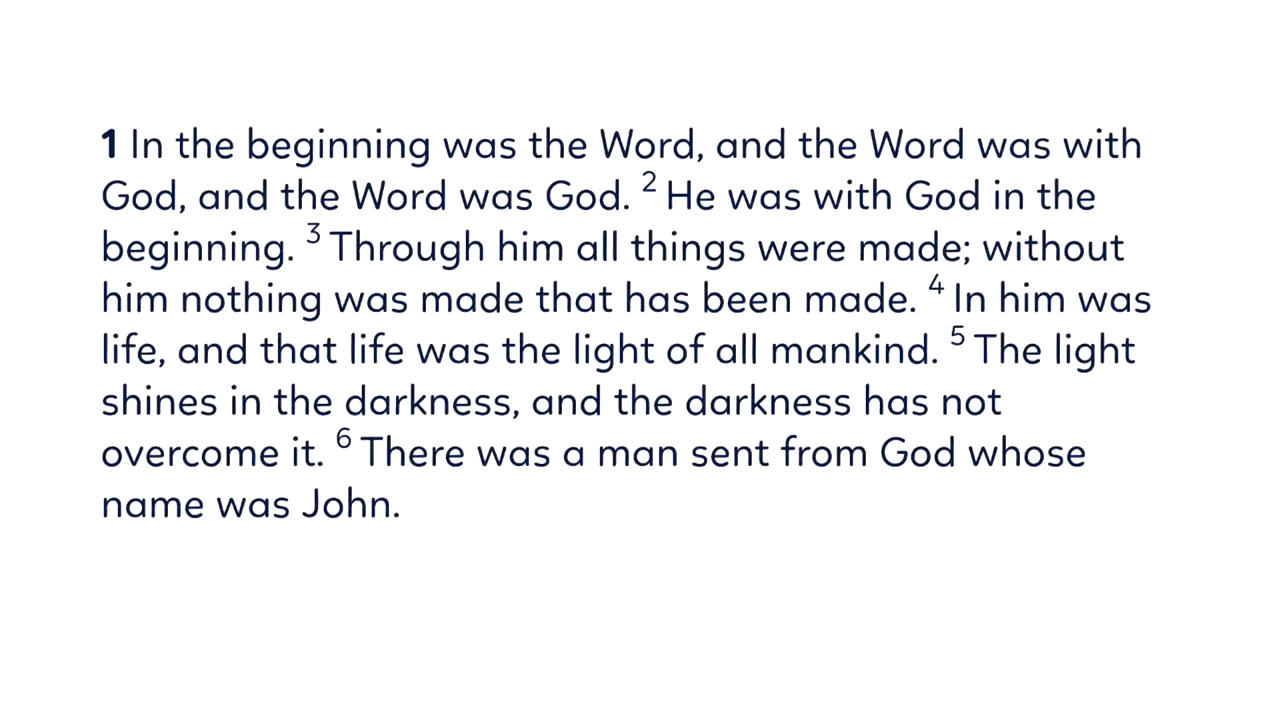 1 In the beginning was the Word, and the Word was with
God, and the Word was God. 2 He was with God in the
beginning. 3 Through him all things were made; without
him nothing was made that has been made. 4 In him was
life, and that life was the light of all mankind. 5 The light
shines in the darkness, and the darkness has not
overcome it. 6 There was a man sent from God whose
name was John.